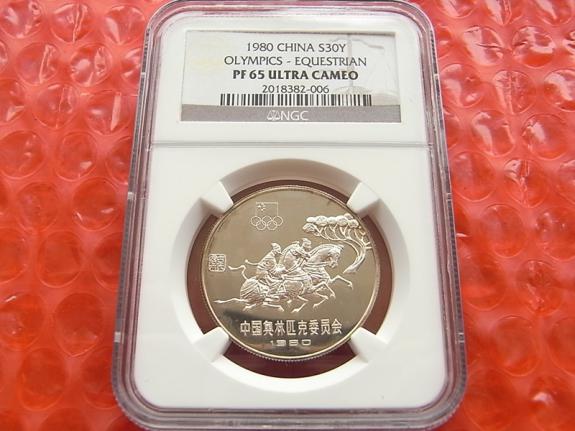 1980 CHINA S30Y
OLYMPICS - EQUESTRIAN
PF 65 ULTRA CAMEO
2018382-006
NGC
中国奥林匹克委员会
1980